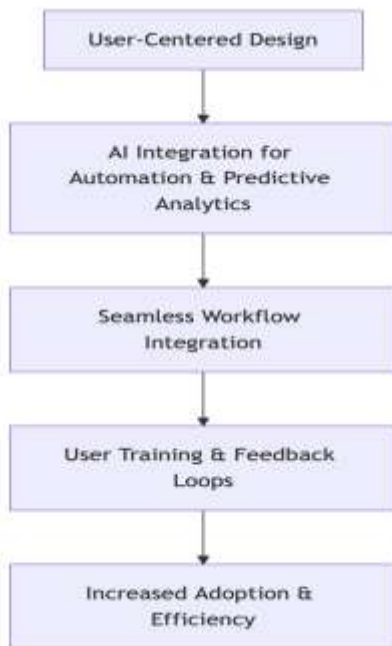 User-Centered Design
AI Integration for
Automation & Predictive
Analytics
Seamless Workflow
Integration
User Training & Feedback
Loops
Increased Adoption &
Efficiency